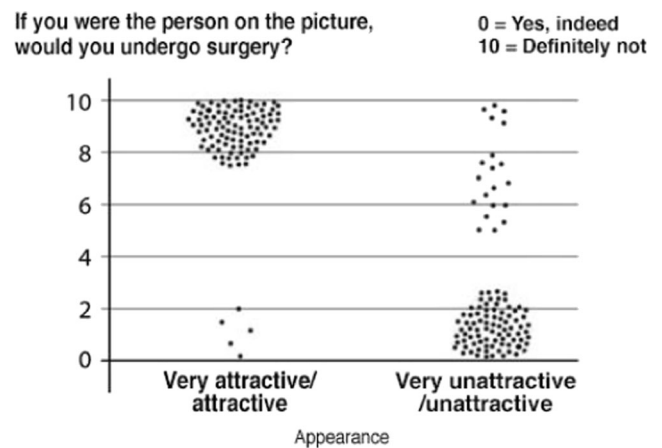 If you were the person on the picture,
would you undergo surgery?
0 = Yes, indeed
10 = Definitely not
10
8
6
4
2
0
Very attractive/
attractive
Very unattractive
/unattractive
Appearance